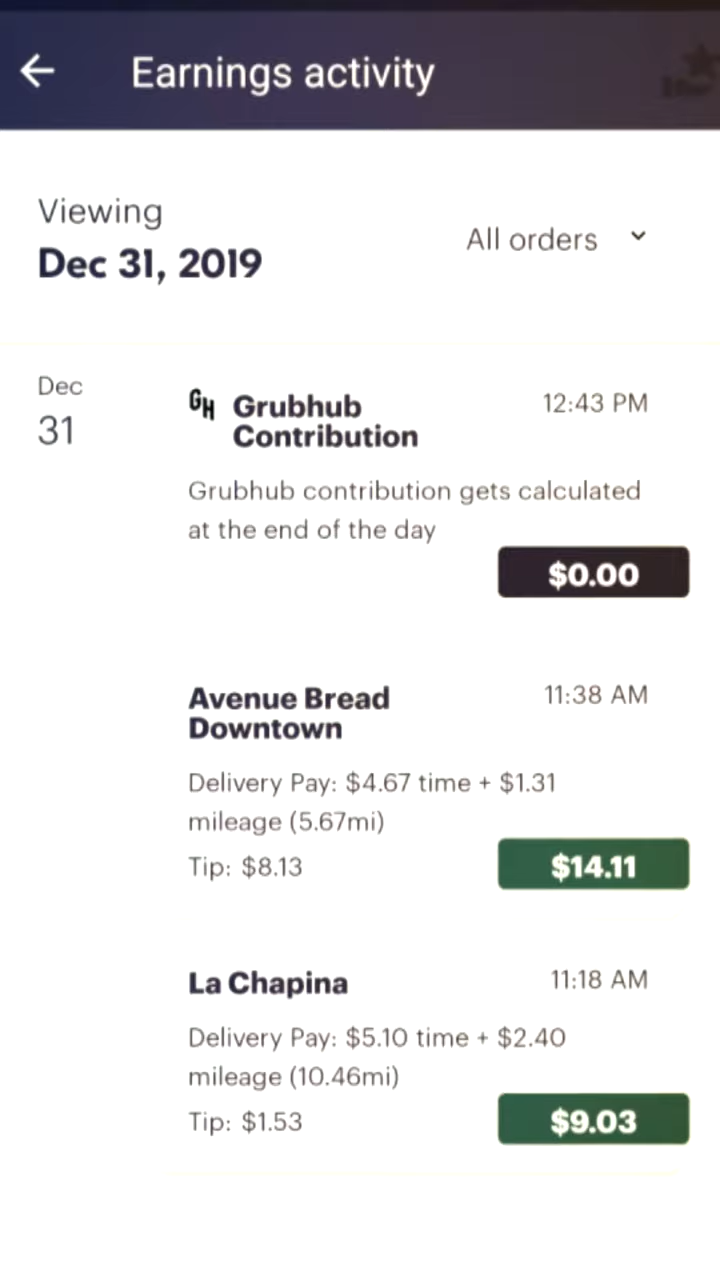 Earnings activity
Viewing
All orders
Dec 31, 2019
Dec
31
GH Grubhub
Contribution
12:43 PM
Grubhub contribution gets calculated
at the end of the day
$0.00
Avenue Bread
Downtown
11:38 AM
Delivery Pay: $4.67 time + $1.31
mileage (5.67mi)
Tip: $8.13
$14.11
La Chapina
11:18 AM
Delivery Pay: $5.10 time + $2.40
mileage (10.46mi)
Tip: $1.53
$9.03